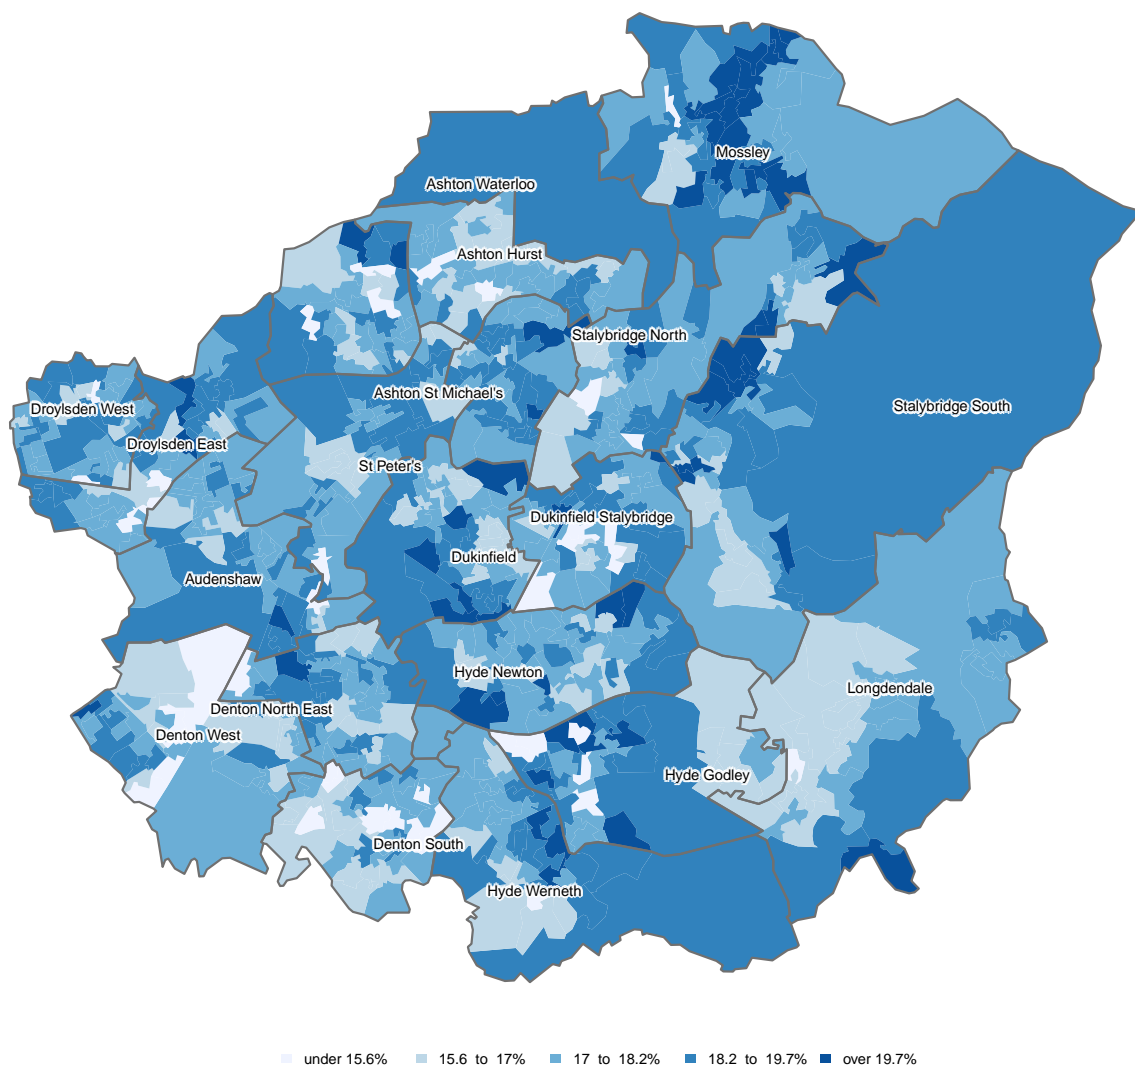 Mossley
Ashton Waterloo
Ashton Hurst
Stalybridge North
Ashton St Michael's
Stalybridge South
Droylsden West
Droylsden East
St Peter's
Dukinfield Stalybridge
Dukinfield
Audenshaw
Hyde Newton
Longdendale
Denton North East
Denton West
Hyde Godley
Denton South
Hyde Werneth
under 15.6% 15.6 to 17% 17 to 18.2% 18.2 to 19.7% over 19.7%